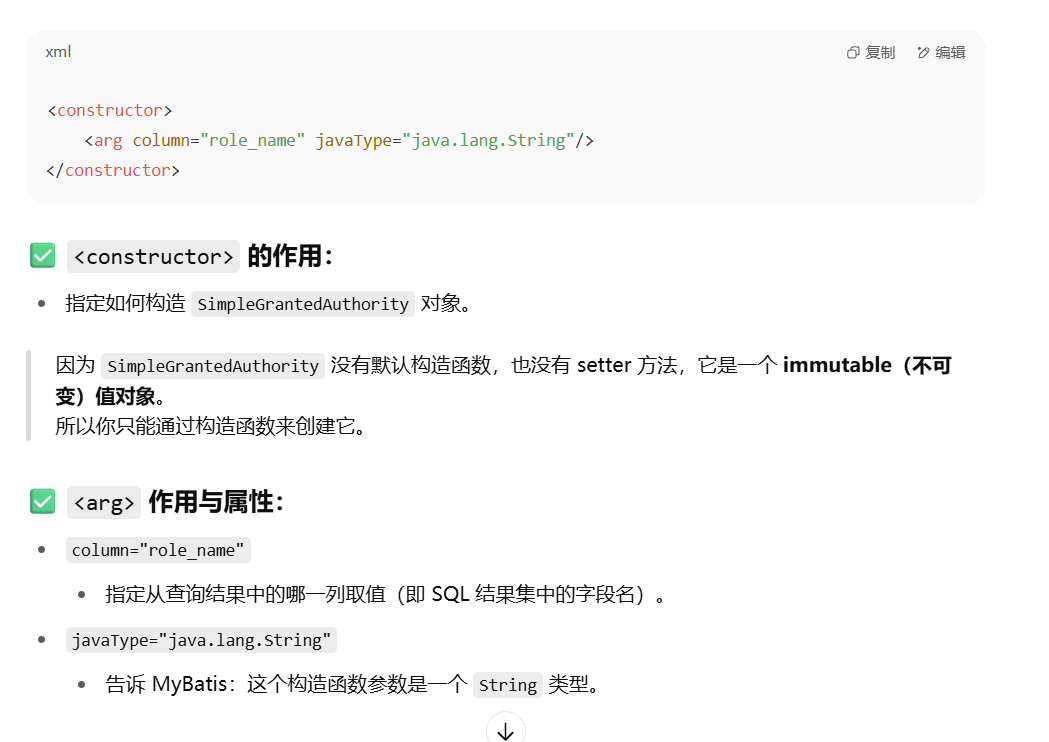 xml
复制 编辑
<constructor>
<arg column="role_name" javaType="java.lang.String"/>
</constructor>
<constructor> 的作用：
指定如何构造 SimpleGrantedAuthority 对象。
因为 SimpleGrantedAuthority 没有默认构造函数，也没有 setter 方法，它是一个 immutable（不可
变）值对象。
所以你只能通过构造函数来创建它。
<arg> 作用与属性：
column="role_name"
指定从查询结果中的哪一列取值（即 SQL 结果集中的字段名）。
javaType="java.lang.String"
告诉 MyBatis：这个构造函数参数是一个 String 类型。